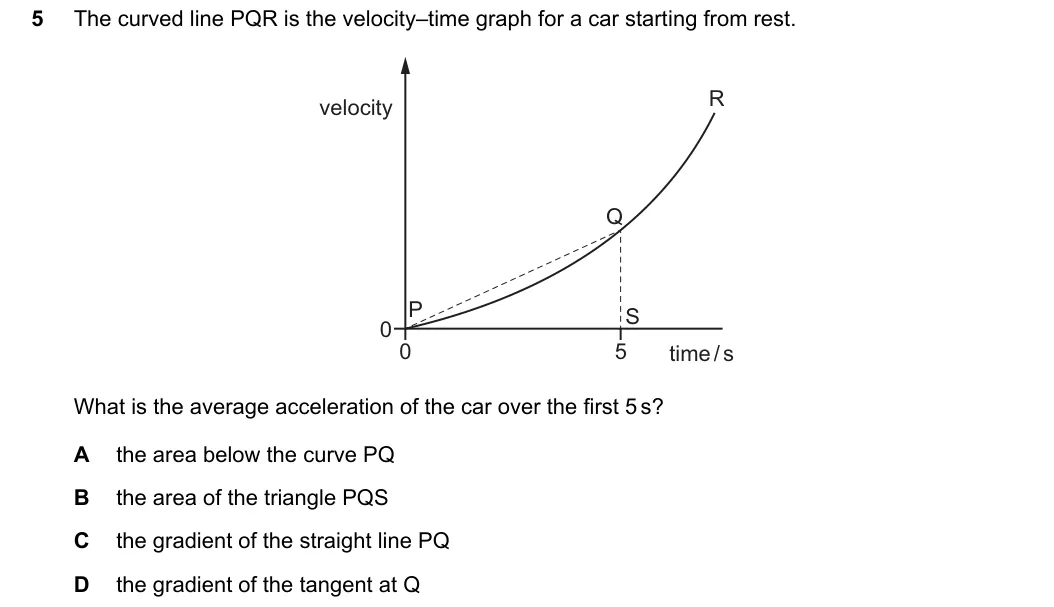 5 The curved line PQR is the velocity–time graph for a car starting from rest.
R
velocity
Q
P
S
0
0 5 time / s
What is the average acceleration of the car over the first 5 s?
A the area below the curve PQ
B the area of the triangle PQS
C the gradient of the straight line PQ
D the gradient of the tangent at Q